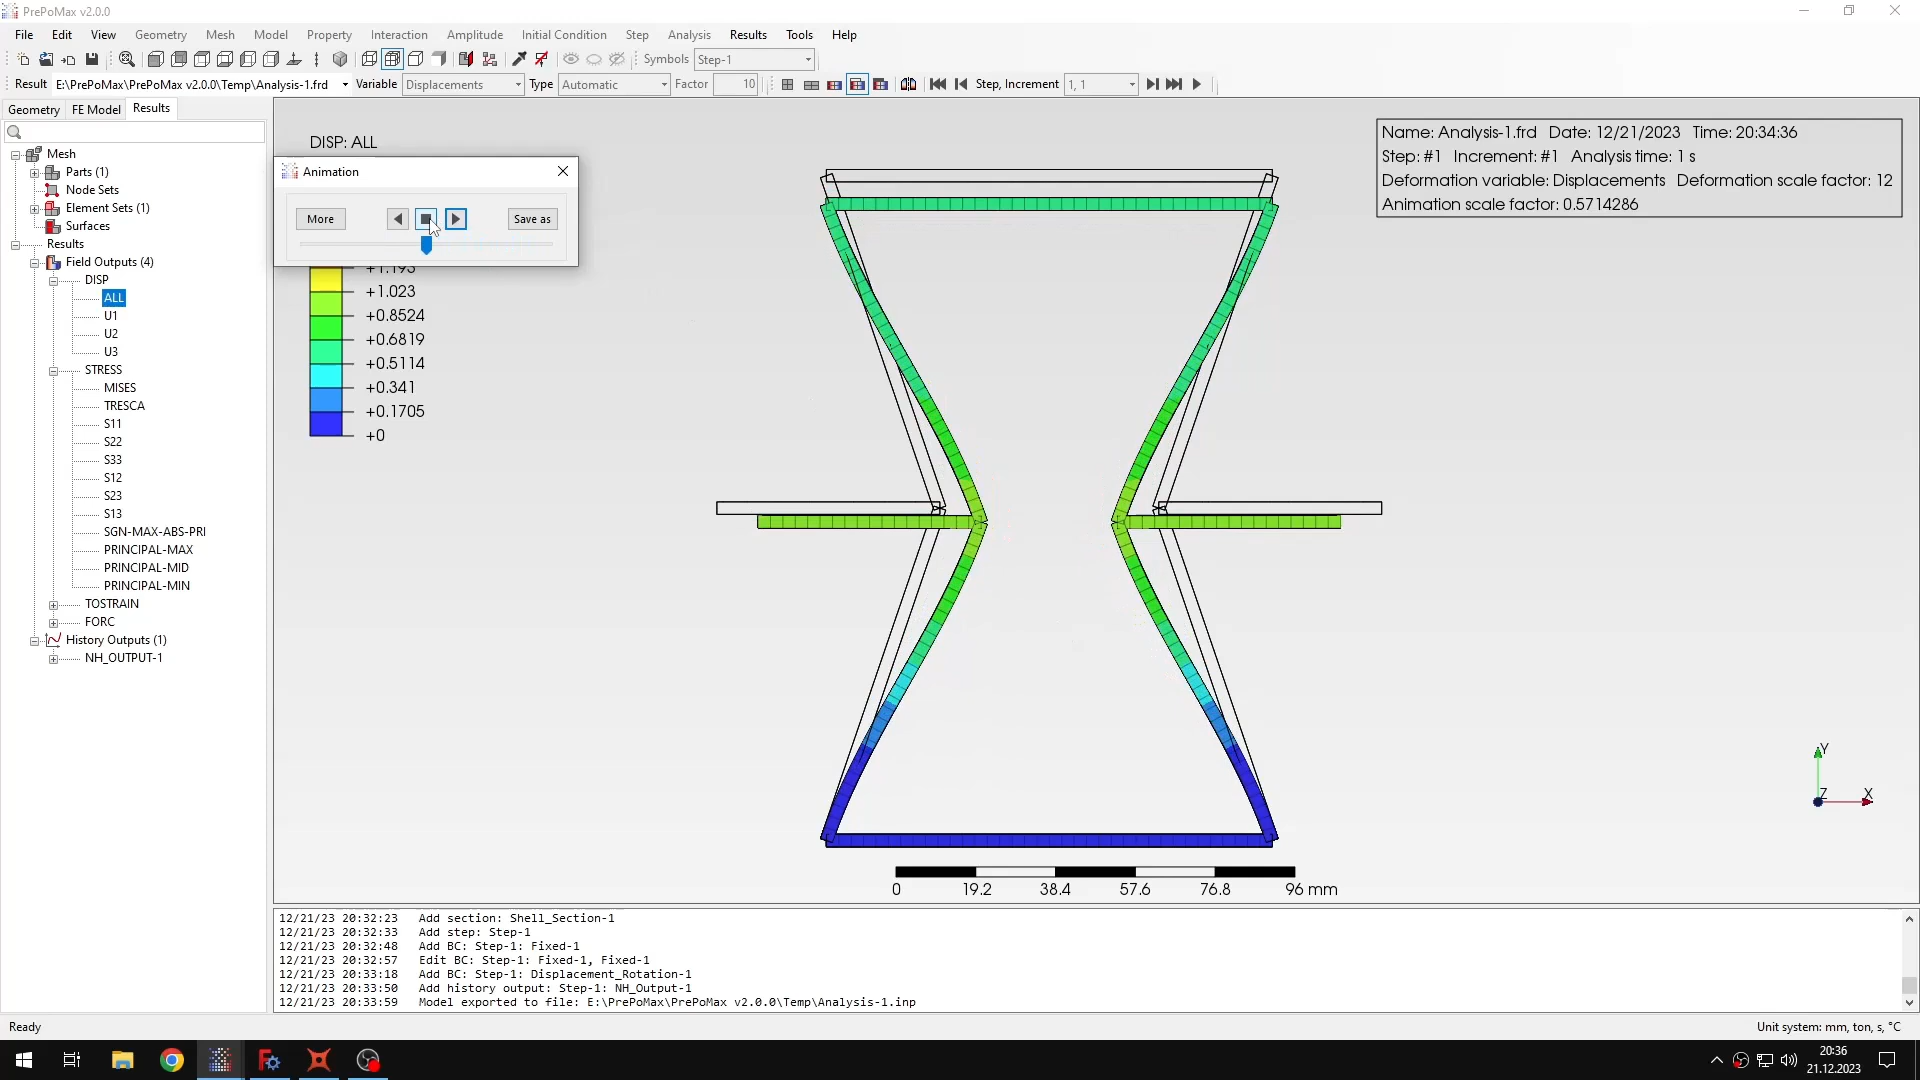 PrePoMax v2.0.0
File Edit View Geometry Mesh Model Property Interaction Amplitude Initial Condition Step Analysis Results Tools Help
Symbols Step-1
Result E:\PrePoMax\PrePoMax v2.0.0\Temp\Analysis-1.frd Variable Displacements Type Automatic Factor 10 Step, Increment 1, 1
Geometry FE Model Results
Mesh
Parts (1)
Node Sets
Element Sets (1)
Surfaces
Results
Field Outputs (4)
DISP
ALL
U1
U2
U3
STRESS
MISES
TRESCA
S11
S22
S33
S12
S23
S13
SGN-MAX-ABS-PRI
PRINCIPAL-MAX
PRINCIPAL-MID
PRINCIPAL-MIN
TOSTRAIN
FORC
History Outputs (1)
NH_OUTPUT-1
DISP: ALL
Animation
More
Save as
+1.193
+1.023
+0.8524
+0.6819
+0.5114
+0.341
+0.1705
+0
Name: Analysis-1.frd Date: 12/21/2023 Time: 20:34:36
Step: #1 Increment: #1 Analysis time: 1 s
Deformation variable: Displacements Deformation scale factor: 12
Animation scale factor: 0.5714286
Y
Z
X
0 19.2 38.4 57.6 76.8 96 mm
12/21/23 20:32:23 Add section: Shell_Section-1
12/21/23 20:32:33 Add step: Step-1
12/21/23 20:32:48 Add BC: Step-1: Fixed-1
12/21/23 20:32:57 Edit BC: Step-1: Fixed-1, Fixed-1
12/21/23 20:33:18 Add BC: Step-1: Displacement_Rotation-1
12/21/23 20:33:50 Add history output: Step-1: NH_Output-1
12/21/23 20:33:59 Model exported to file: E:\PrePoMax\PrePoMax v2.0.0\Temp\Analysis-1.inp
Ready
Unit system: mm, ton, s, °C
20:36
21.12.2023